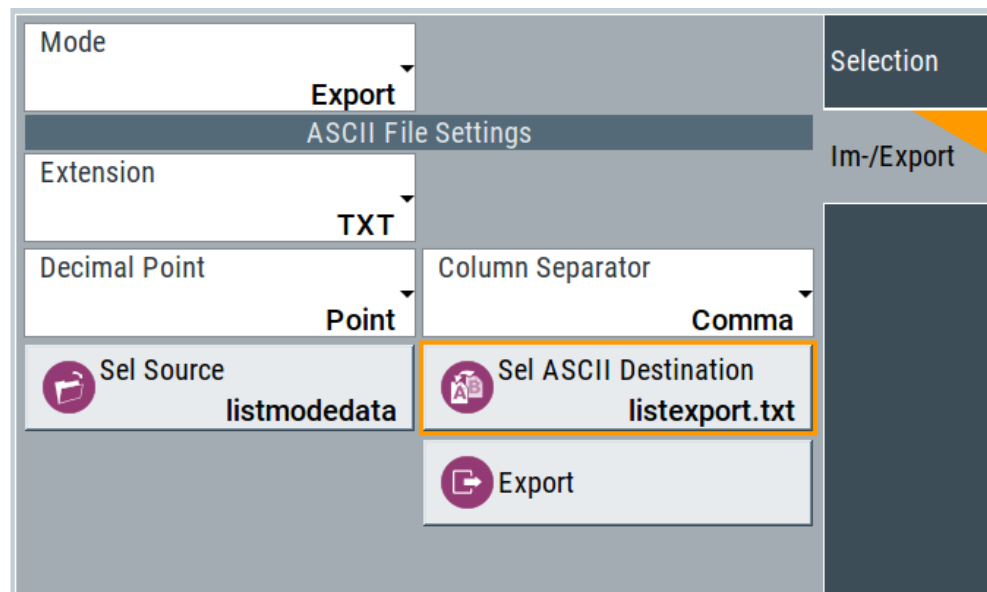 Mode
Export
Selection
ASCII File Settings
Im-/Export
Extension
TXT
Decimal Point
Point
Column Separator
Comma
Sel Source
listmodedata
Sel ASCII Destination
listexport.txt
Export